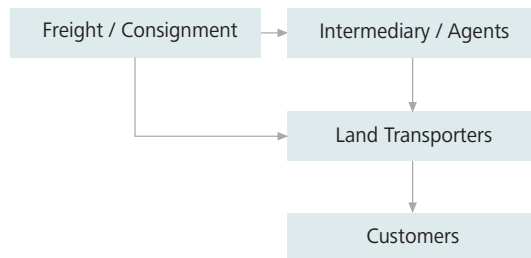 Freight / Consignment
Intermediary / Agents
Land Transporters
Customers